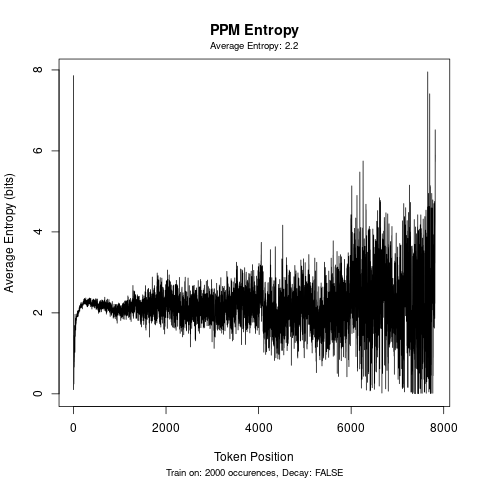 PPM Entropy
Average Entropy: 2.2
8
6
4
2
0
Average Entropy (bits)
0 2000 4000 6000 8000
Token Position
Train on: 2000 occurences, Decay: FALSE